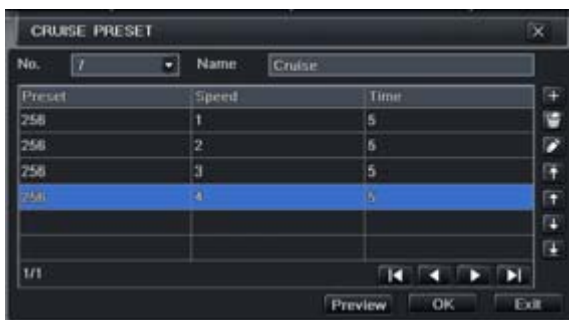 CRUISE PRESET
No. 7 Name Cruise
Preset Speed Time
256 1 5
256 2 5
256 3 5
256 4 5
1/1
Preview OK Exit